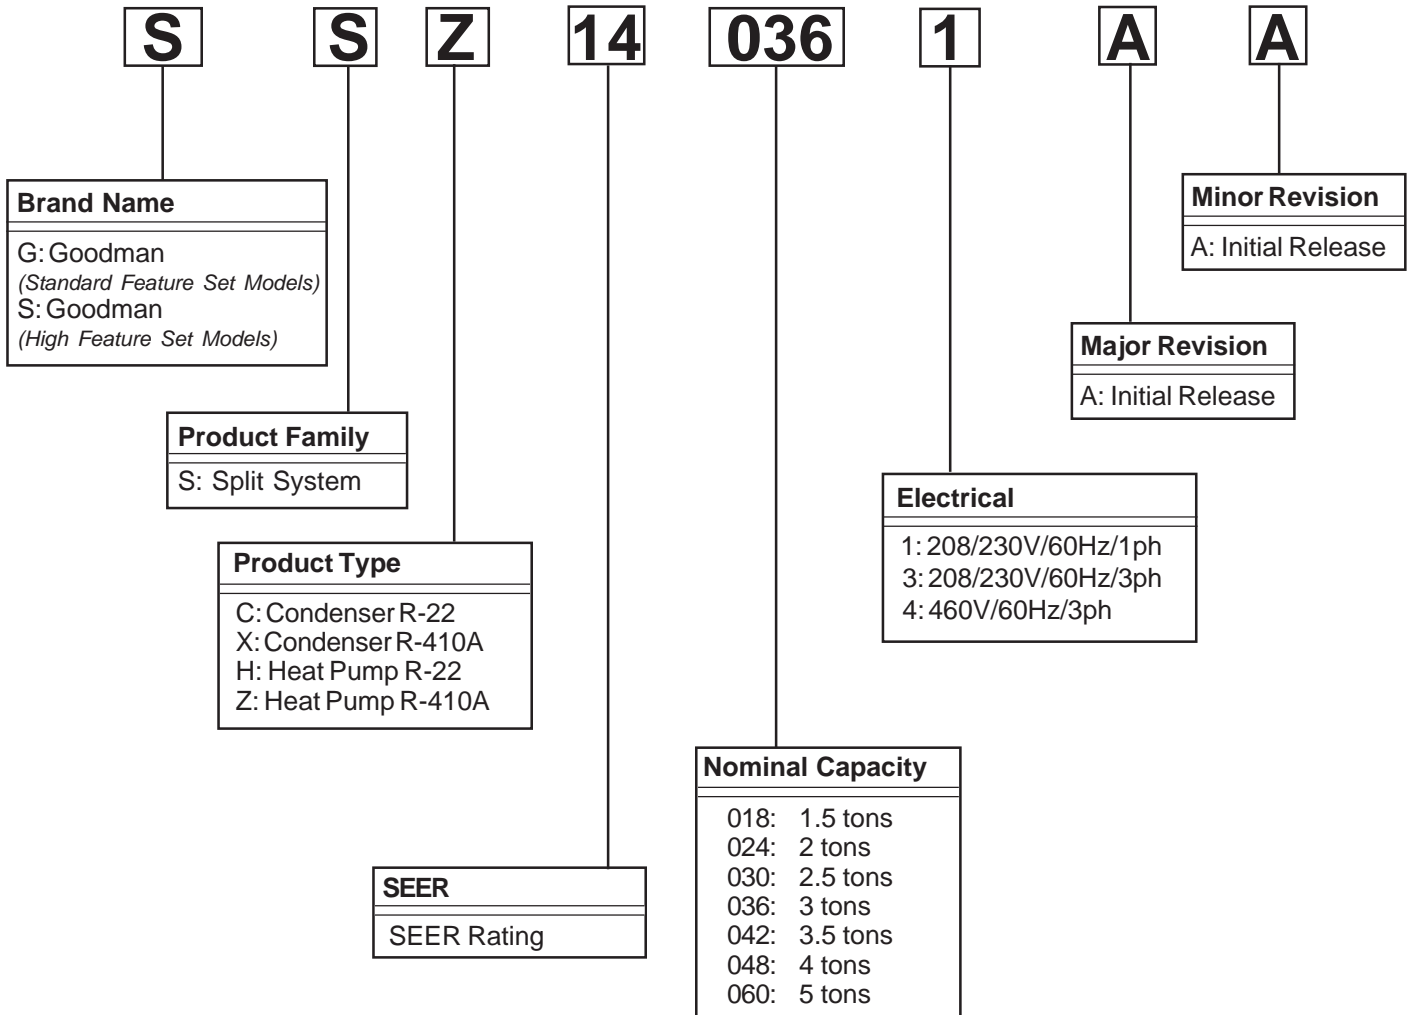 S S Z 14 036 1 A A
Brand Name
G: Goodman
(Standard Feature Set Models)
S: Goodman
(High Feature Set Models)
Product Family
S: Split System
Product Type
C: Condenser R-22
X: Condenser R-410A
H: Heat Pump R-22
Z: Heat Pump R-410A
SEER
SEER Rating
Nominal Capacity
018: 1.5 tons
024: 2 tons
030: 2.5 tons
036: 3 tons
042: 3.5 tons
048: 4 tons
060: 5 tons
Electrical
1: 208/230V/60Hz/1ph
3: 208/230V/60Hz/3ph
4: 460V/60Hz/3ph
Major Revision
A: Initial Release
Minor Revision
A: Initial Release